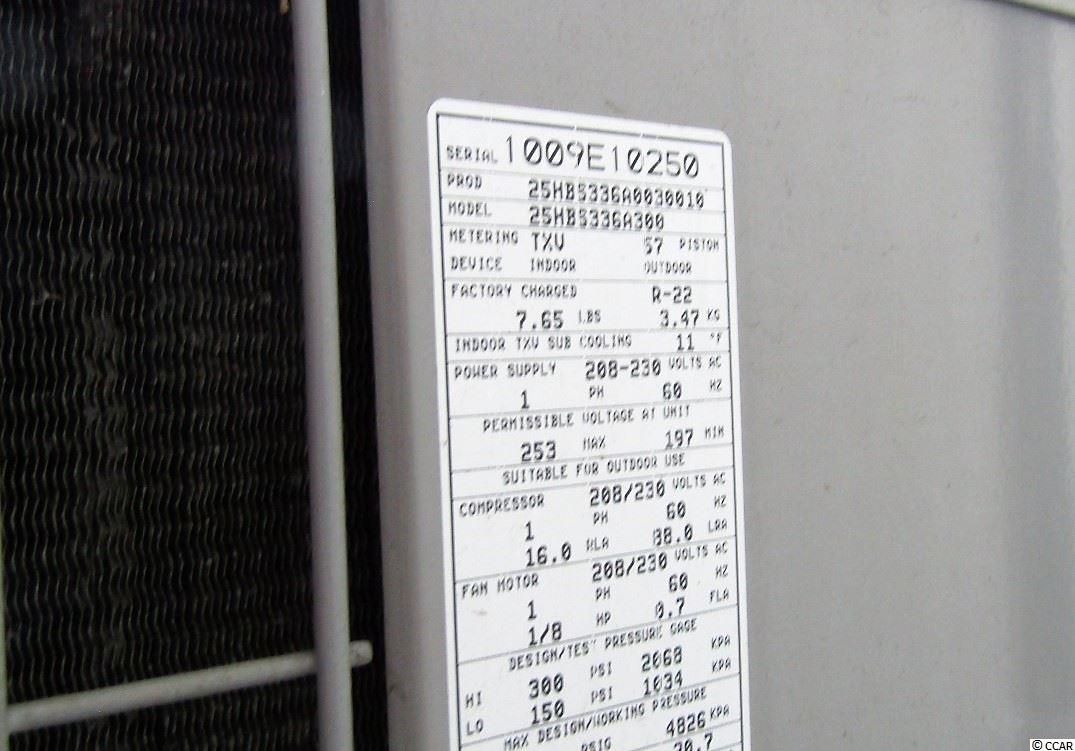 SERIAL 1009E10250
PROD 25HBS336A0030010
MODEL 25HBS336A300
METERING TXV 57 PISTON
DEVICE INDOOR OUTDOOR
FACTORY CHARGED R-22
7.65 LBS 3.47 KG
INDOOR TXV SUB COOLING 11 °F
POWER SUPPLY 208-230 VOLTS AC
1 PH 60 HZ
PERMISSIBLE VOLTAGE AT UNIT
253 MAX 197 MIN
SUITABLE FOR OUTDOOR USE
COMPRESSOR 208/230 VOLTS AC
1 PH 60 HZ
16.0 RLA 88.0 LRA
FAN MOTOR 208/230 VOLTS AC
1 PH 60 HZ
1/8 HP 0.7 FLA
DESIGN/TEST PRESSURE GAGE
HI 300 PSI 2068 KPA
LO 150 PSI 1034 KPA
MAX DESIGN/WORKING PRESSURE
PSIG 4826 KPA
© CCAR